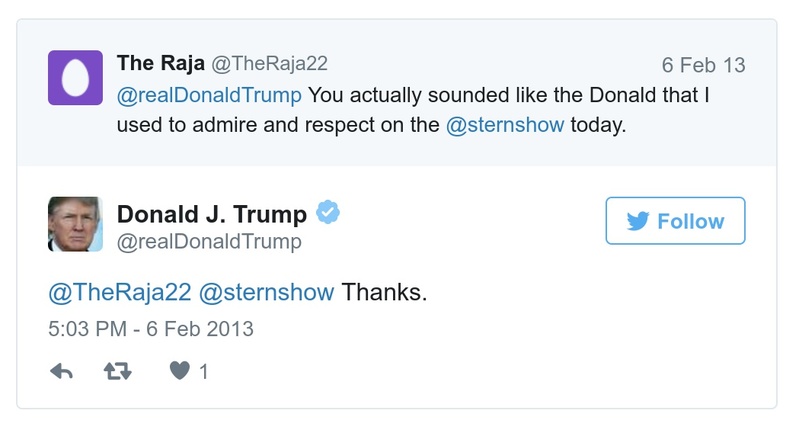 The Raja @TheRaja22 6 Feb 13
@realDonaldTrump You actually sounded like the Donald that I
used to admire and respect on the @sternshow today.
Donald J. Trump
@realDonaldTrump
Follow
@TheRaja22 @sternshow Thanks.
5:03 PM - 6 Feb 2013
1